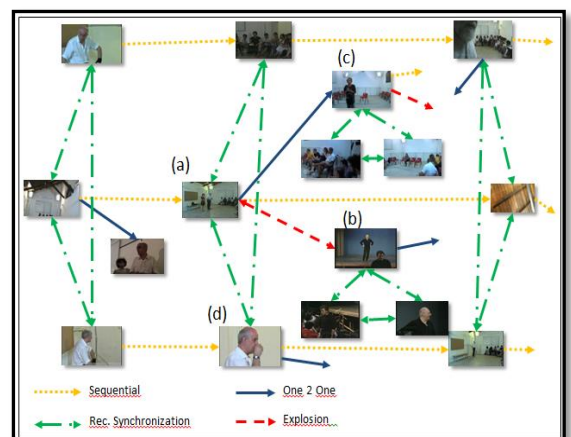 (c)
(a)
(b)
(d)
Sequential
One 2 One
Rec. Synchronization
Explosion